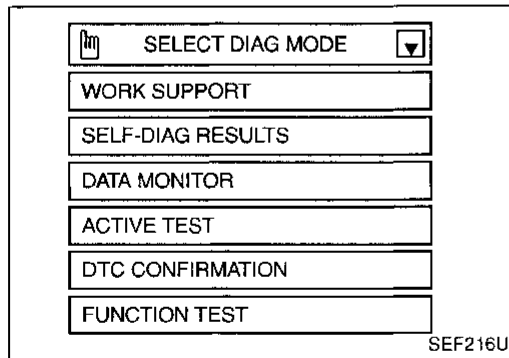 SELECT DIAG MODE
WORK SUPPORT
SELF-DIAG RESULTS
DATA MONITOR
ACTIVE TEST
DTC CONFIRMATION
FUNCTION TEST
SEF216U